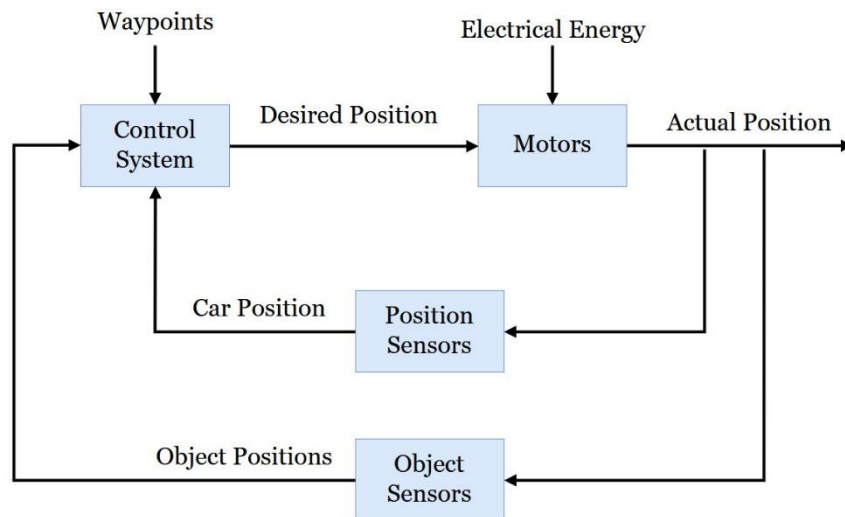 Waypoints
Electrical Energy
Control
System
Desired Position
Motors
Actual Position
Car Position
Position
Sensors
Object Positions
Object
Sensors